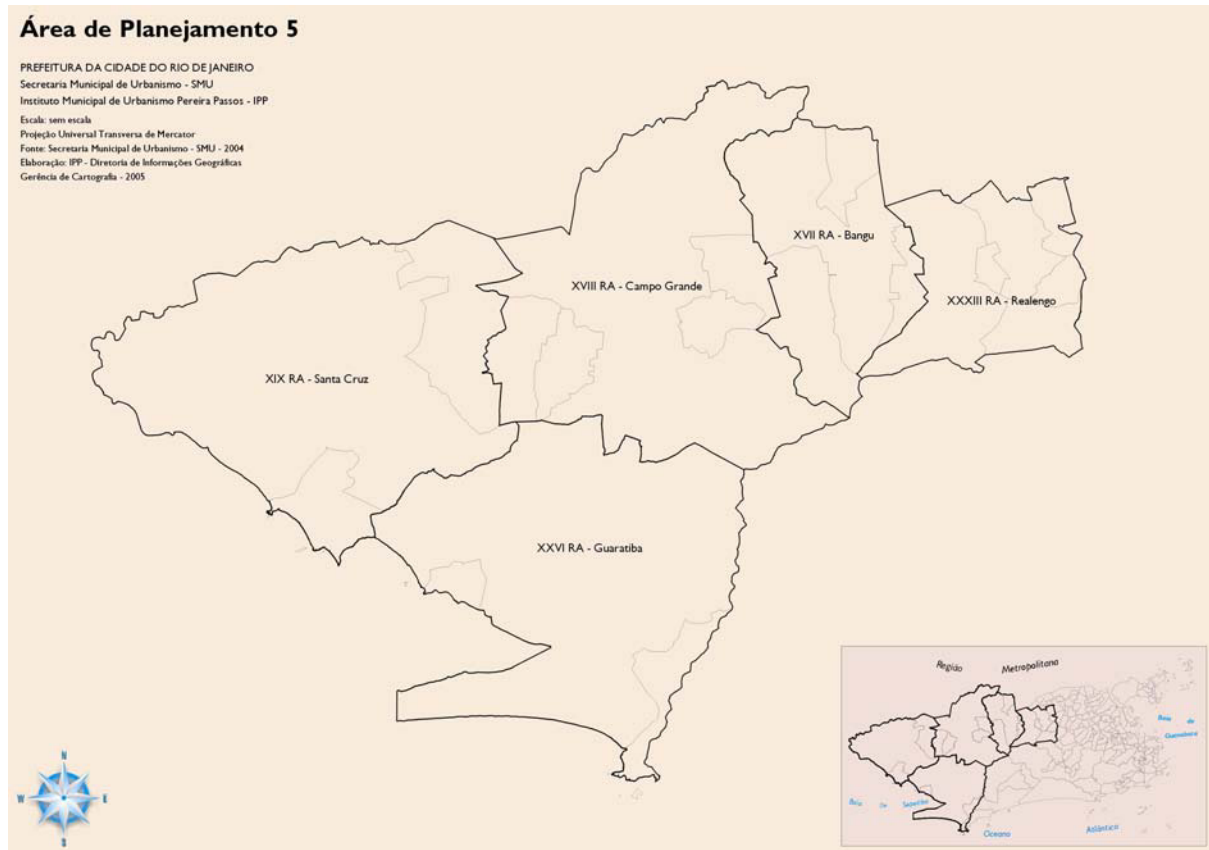 Área de Planejamento 5
PREFEITURA DA CIDADE DO RIO DE JANEIRO
Secretaria Municipal de Urbanismo - SMU
Instituto Municipal de Urbanismo Pereira Passos - IPP
Escala: sem escala
Projeção Universal Transversa de Mercator
Fonte: Secretaria Municipal de Urbanismo - SMU - 2004
Elaboração: IPP - Diretoria de Informações Geográficas
Gerência de Cartografia - 2005
XVII RA - Bangu
XVIII RA - Campo Grande
XXXIII RA - Realengo
XIX RA - Santa Cruz
XXVI RA - Guaratiba
Região Metropolitana
Baia de
Guanabara
Baia De Sepetiba
Oceano Atlântico
N
W E
S